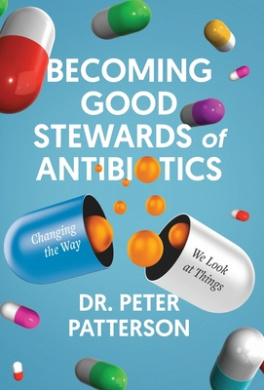 BECOMING
GOOD
STEWARDS of
ANTIBIOTICS
Changing
the Way
We Look
at Things
DR. PETER
PATTERSON